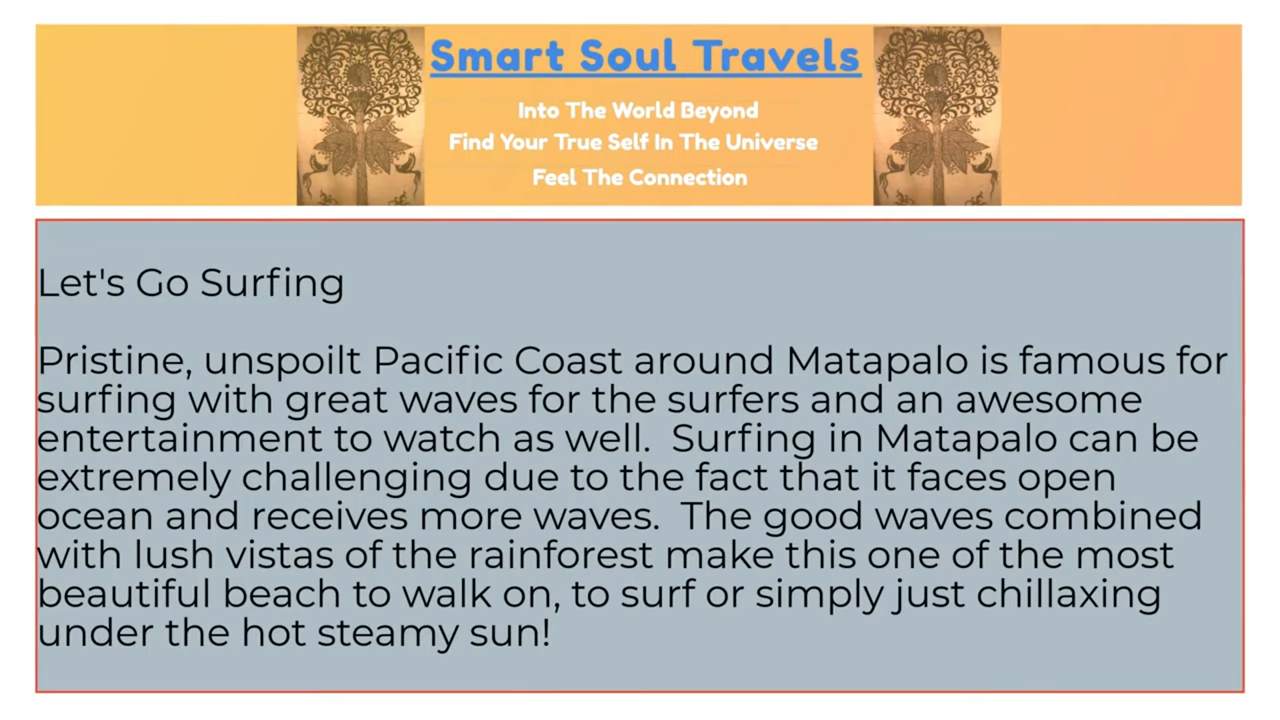 Smart Soul Travels
Into The World Beyond
Find Your True Self In The Universe
Feel The Connection
Let's Go Surfing
Pristine, unspoilt Pacific Coast around Matapalo is famous for
surfing with great waves for the surfers and an awesome
entertainment to watch as well.  Surfing in Matapalo can be
extremely challenging due to the fact that it faces open
ocean and receives more waves.  The good waves combined
with lush vistas of the rainforest make this one of the most
beautiful beach to walk on, to surf or simply just chillaxing
under the hot steamy sun!